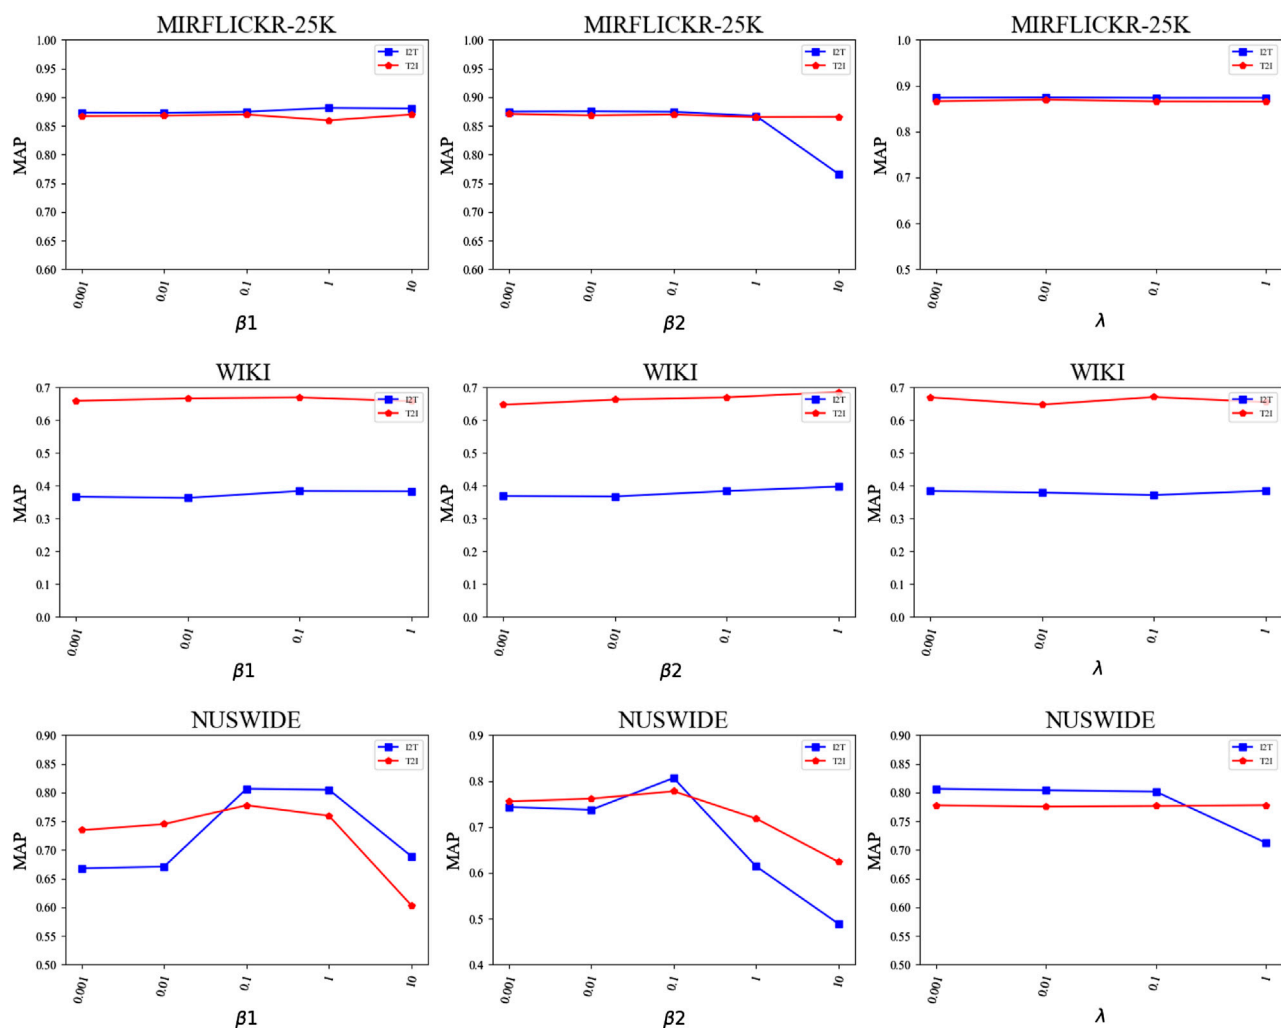 MIRFLICKR-25K
1.00
0.95
0.90
0.85
0.80
0.75
0.70
0.65
0.60
MAP
I2T
T2I
0.001
0.01
0.1
1
10
β1
MIRFLICKR-25K
1.00
0.95
0.90
0.85
0.80
0.75
0.70
0.65
0.60
MAP
I2T
T2I
0.001
0.01
0.1
1
10
β2
MIRFLICKR-25K
1.0
0.9
0.8
0.7
0.6
0.5
MAP
I2T
T2I
0.001
0.01
0.1
1
λ
WIKI
0.7
0.6
0.5
0.4
0.3
0.2
0.1
0.0
MAP
I2T
T2I
0.001
0.01
0.1
1
β1
WIKI
0.7
0.6
0.5
0.4
0.3
0.2
0.1
0.0
MAP
I2T
T2I
0.001
0.01
0.1
1
β2
WIKI
0.7
0.6
0.5
0.4
0.3
0.2
0.1
0.0
MAP
I2T
T2I
0.001
0.01
0.1
1
λ
NUSWIDE
0.90
0.85
0.80
0.75
0.70
0.65
0.60
0.55
0.50
MAP
I2T
T2I
0.001
0.01
0.1
1
10
β1
NUSWIDE
0.9
0.8
0.7
0.6
0.5
0.4
MAP
I2T
T2I
0.001
0.01
0.1
1
10
β2
NUSWIDE
0.90
0.85
0.80
0.75
0.70
0.65
0.60
0.55
0.50
MAP
I2T
T2I
0.001
0.01
0.1
1
λ